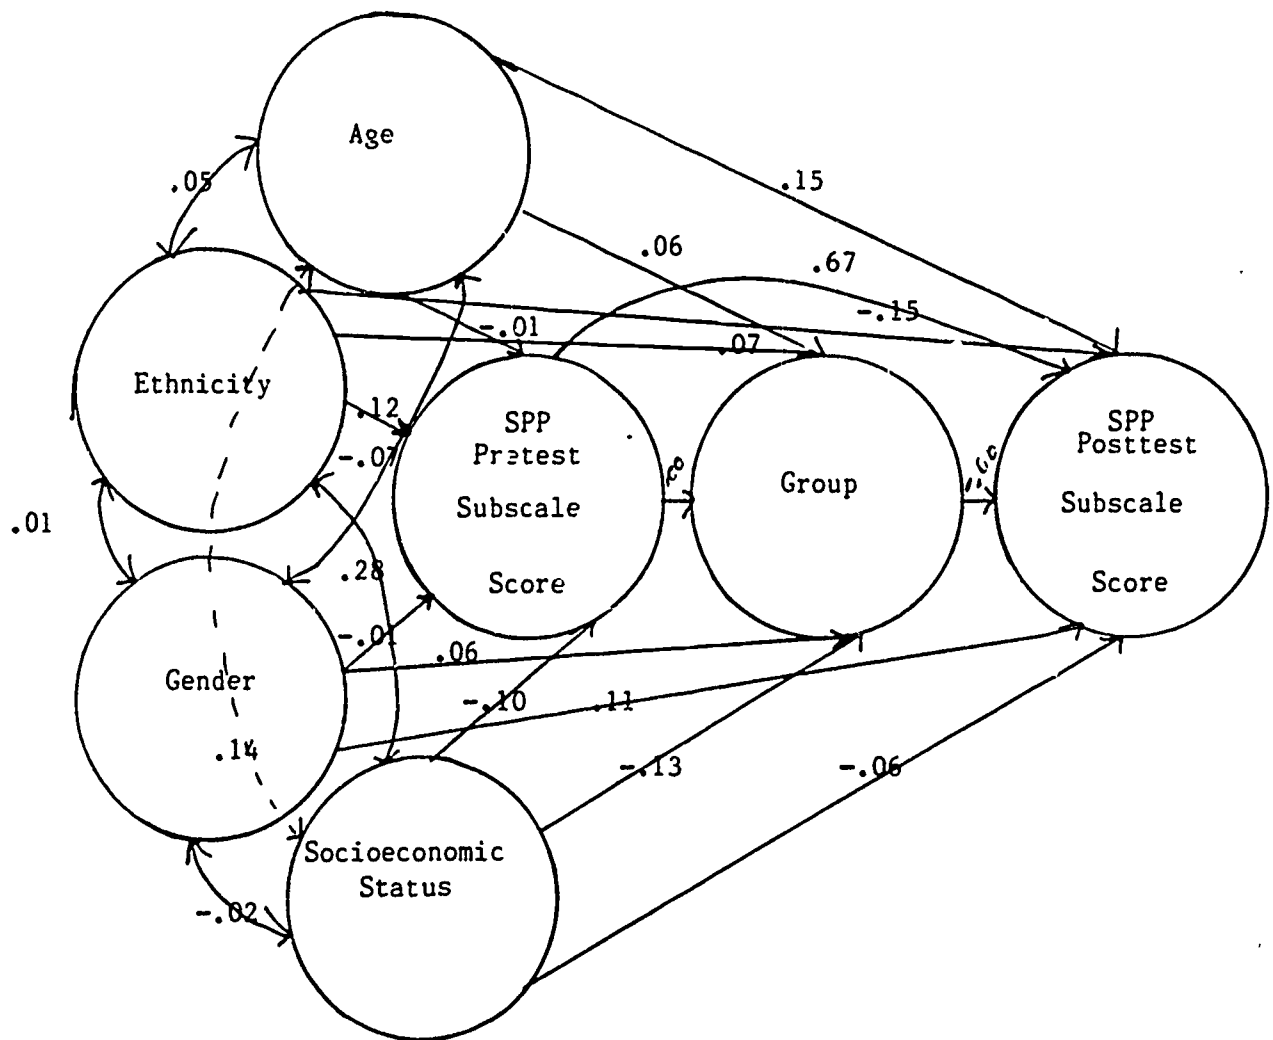 Age
.15
.05
.06
.67
-.15
-.01
.07
Ethnicity
.12
-.07
SPP
Pretest
Subscale
Score
Group
SPP
Posttest
Subscale
Score
.01
.28
-.01
.06
Gender
-.10
.11
.14
-.13
-.06
Socioeconomic
Status
-.02